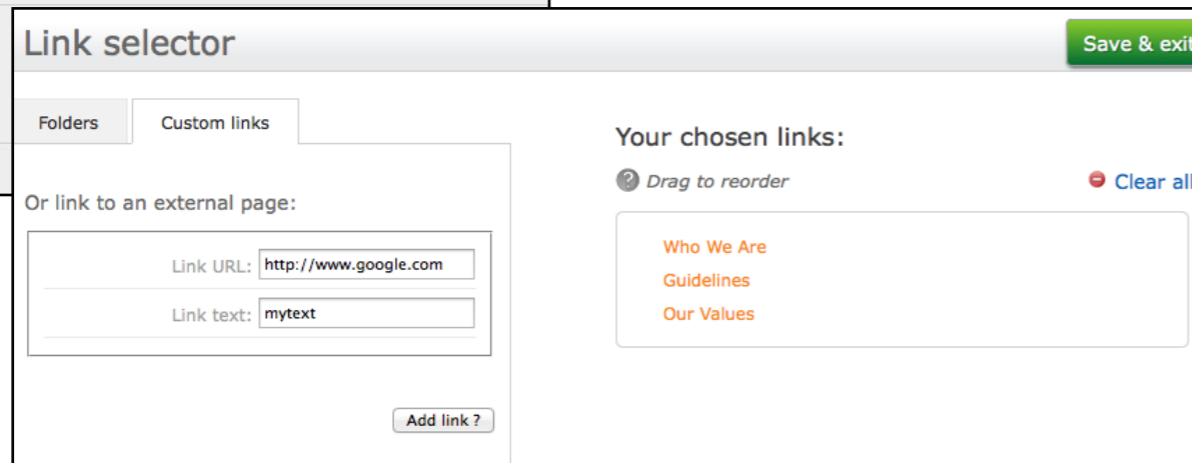 Link selector
Save & exit
Folders
Custom links
Or link to an external page:
Link URL: http://www.google.com
Link text: mytext
Add link ?
Your chosen links:
Drag to reorder
Clear all
Who We Are
Guidelines
Our Values